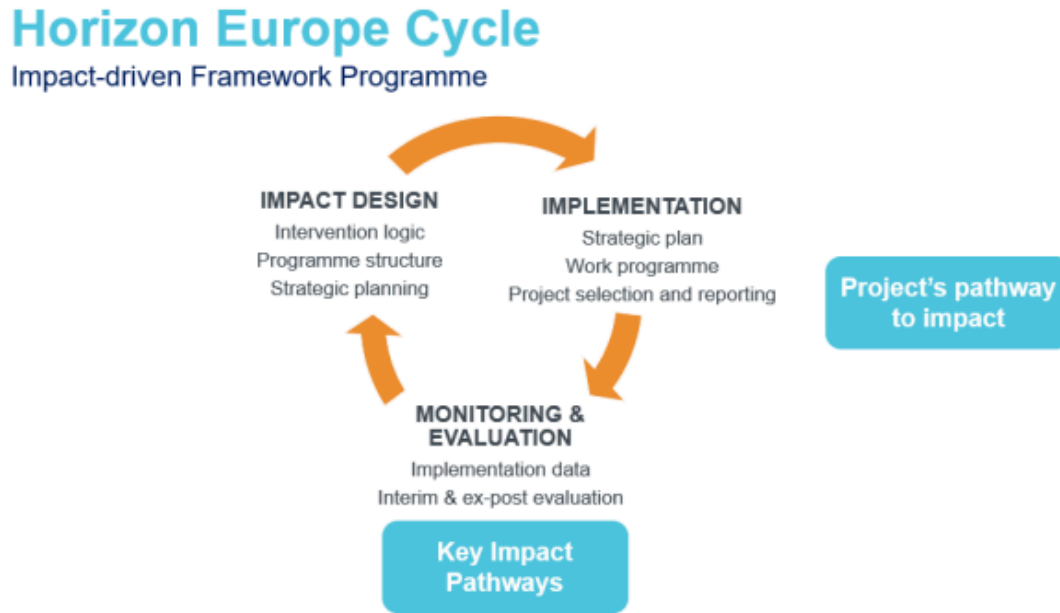 Horizon Europe Cycle
Impact-driven Framework Programme
IMPACT DESIGN
Intervention logic
Programme structure
Strategic planning
IMPLEMENTATION
Strategic plan
Work programme
Project selection and reporting
Project's pathway
to impact
MONITORING &
EVALUATION
Implementation data
Interim & ex-post evaluation
Key Impact
Pathways